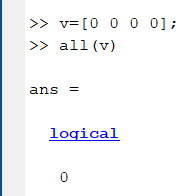 >> v=[0 0 0 0];
>> all(v)
ans =
logical
0